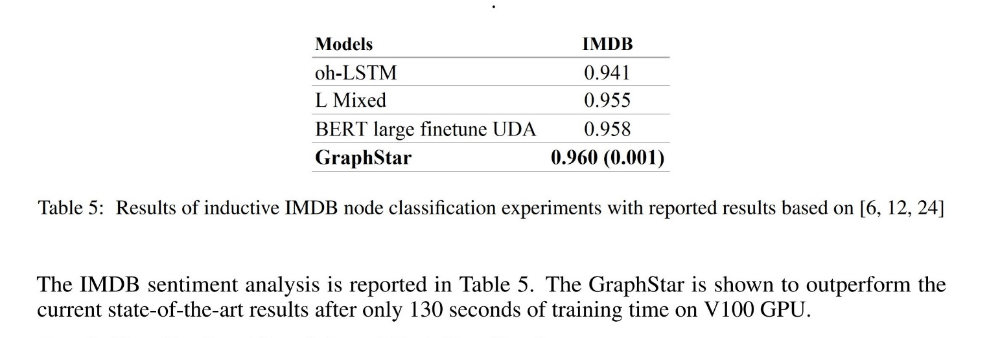 Models IMDB
oh-LSTM 0.941
L Mixed 0.955
BERT large finetune UDA 0.958
GraphStar 0.960 (0.001)
Table 5: Results of inductive IMDB node classification experiments with reported results based on [6, 12, 24]
The IMDB sentiment analysis is reported in Table 5. The GraphStar is shown to outperform the
current state-of-the-art results after only 130 seconds of training time on V100 GPU.